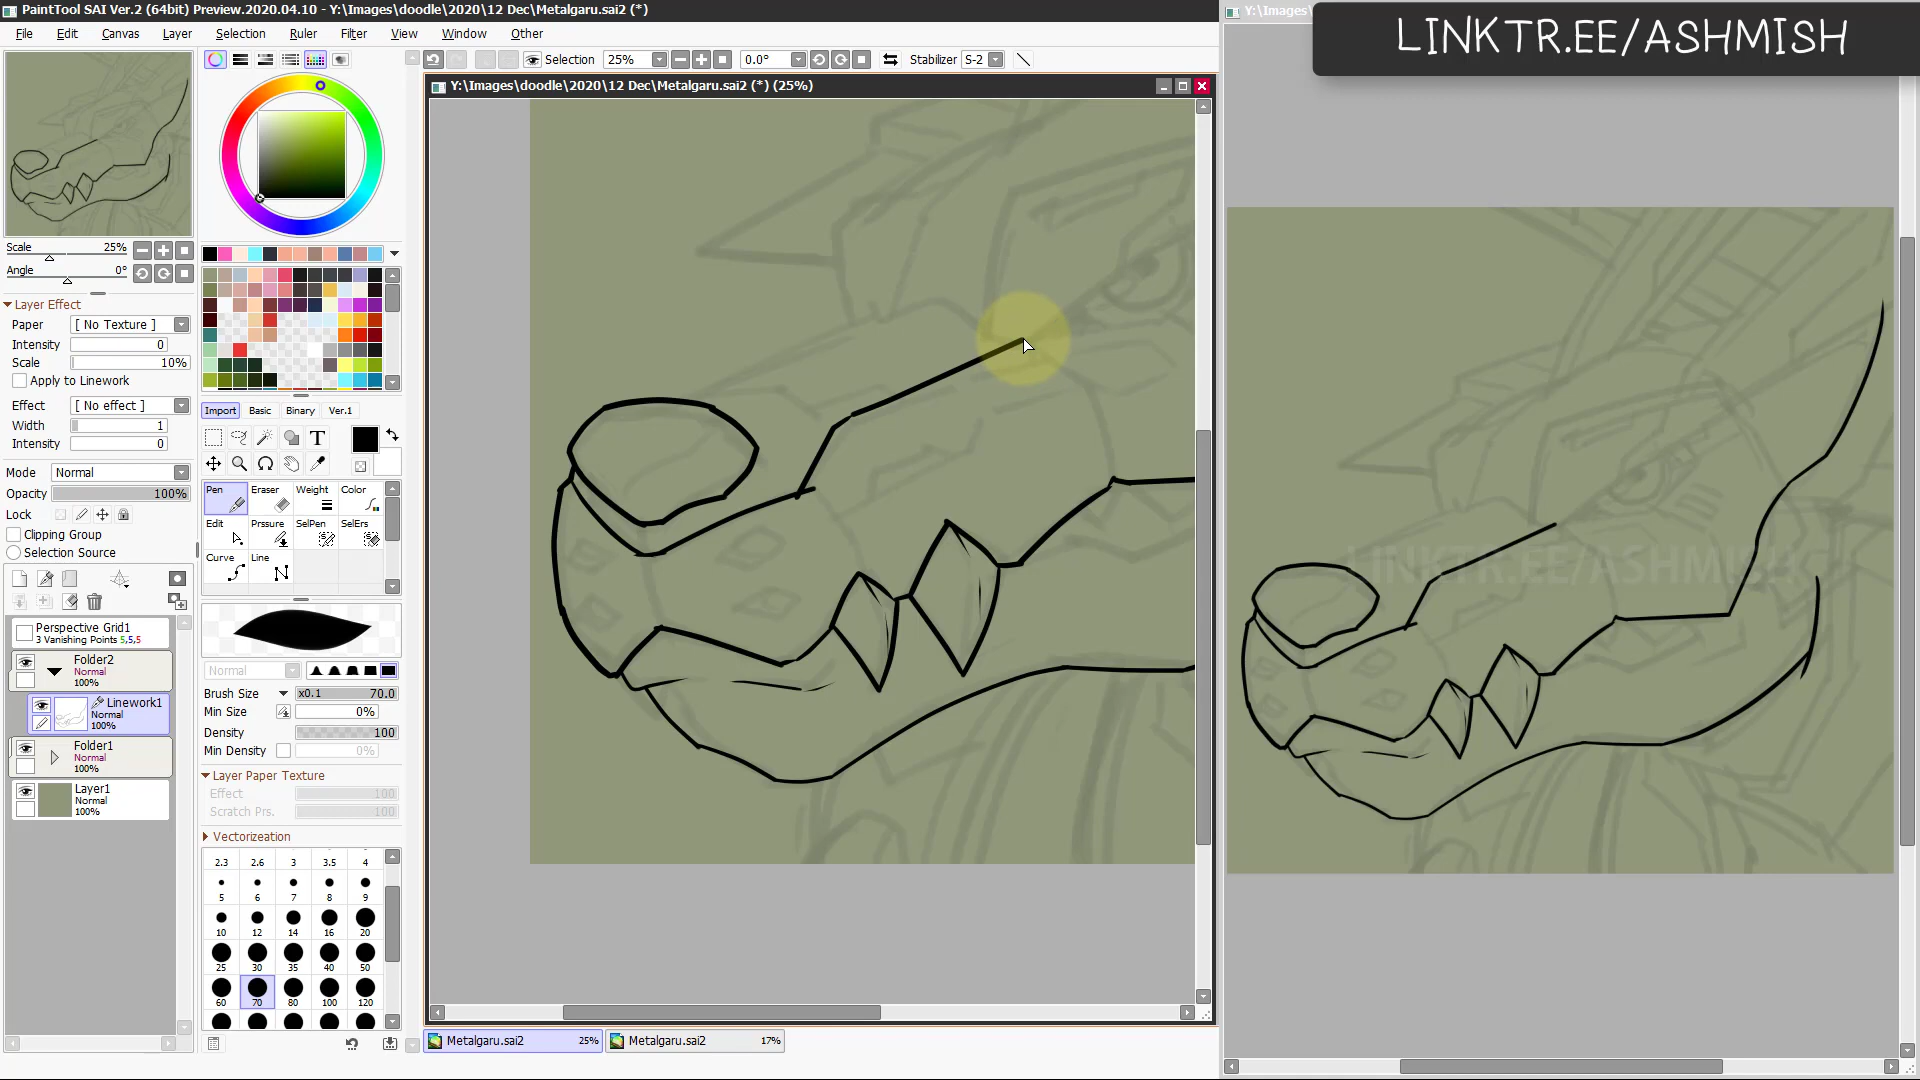 PaintTool SAI Ver.2 (64bit) Preview.2020.04.10 - Y:\Images\doodle\2020\12 Dec\Metalgaru.sai2 (*)
Y:\Images
LINKTR.EE/ASHMISH
File Edit Canvas Layer Selection Ruler Filter View Window Other
Selection 25% 0.0° Stabilizer S-2
Y:\Images\doodle\2020\12 Dec\Metalgaru.sai2 (*) (25%)
Scale 25%
Angle 0°
Layer Effect
Paper [ No Texture ]
Intensity 0
Scale 10%
Apply to Linework
Effect [ No effect ]
Width 1
Intensity 0
Mode Normal
Opacity 100%
Lock
Clipping Group
Selection Source
Perspective Grid1
3 Vanishing Points 5,5,5
Folder2
Normal
100%
Linework1
Normal
100%
Folder1
Normal
100%
Layer1
Normal
100%
Import Basic Binary Ver.1
T
Pen Eraser Weight Color
Edit Prssure SelPen SelErs
Curve Line
Normal
Brush Size x0.1 70.0
Min Size 0%
Density 100
Min Density 0%
Layer Paper Texture
Effect 100
Scratch Prs. 100
Vectorizeation
2.3 2.6 3 3.5 4
5 6 7 8 9
10 12 14 16 20
25 30 35 40 50
60 70 80 100 120
LINKTR.EE/ASHMISH
Metalgaru.sai2 25%
Metalgaru.sai2 17%